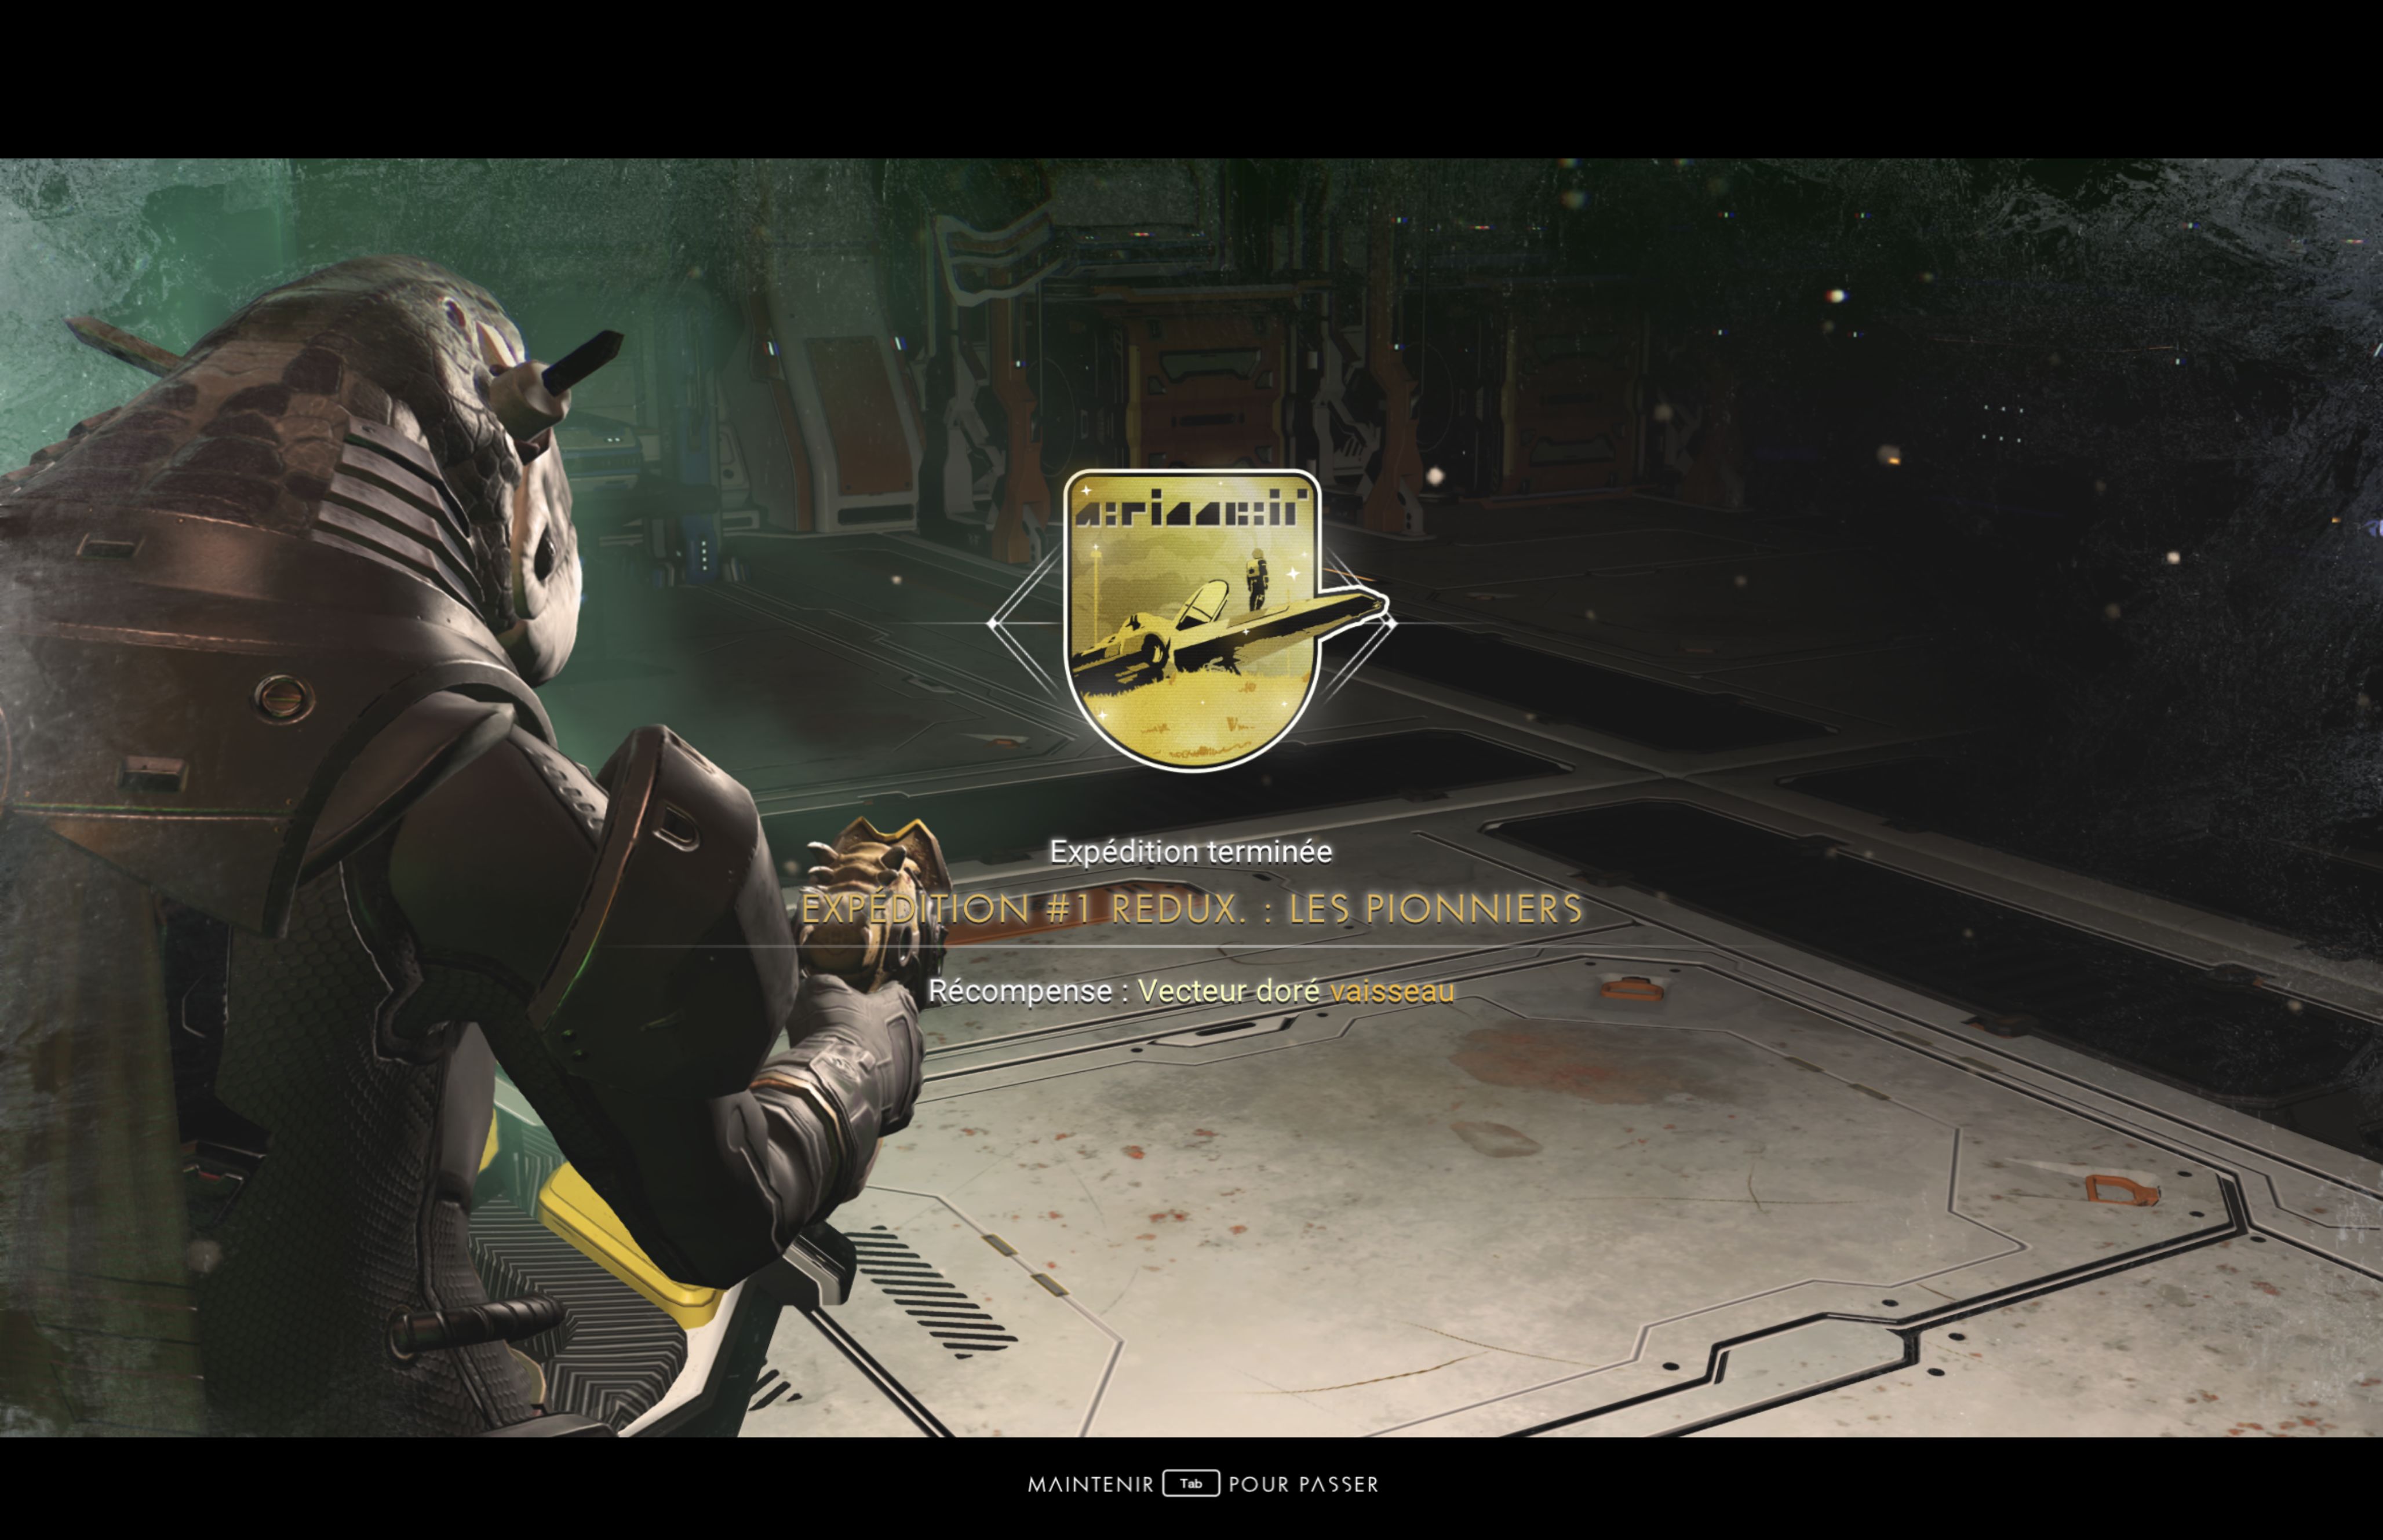 Expédition terminée
EXPÉDITION #1 REDUX. : LES PIONNIERS
Récompense : Vecteur doré vaisseau
MAINTENIR Tab POUR PASSER